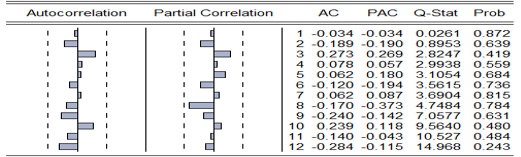 Autocorrelation Partial Correlation AC PAC Q-Stat Prob
1 -0.034 -0.034 0.0261 0.872
2 -0.189 -0.190 0.8953 0.639
3 0.273 0.269 2.8247 0.419
4 0.078 0.057 2.9938 0.559
5 0.062 0.180 3.1054 0.684
6 -0.120 -0.194 3.5615 0.736
7 0.062 0.087 3.6904 0.815
8 -0.170 -0.373 4.7484 0.784
9 -0.240 -0.142 7.0577 0.631
10 0.239 0.118 9.5640 0.480
11 -0.140 -0.043 10.527 0.484
12 -0.284 -0.115 14.968 0.243